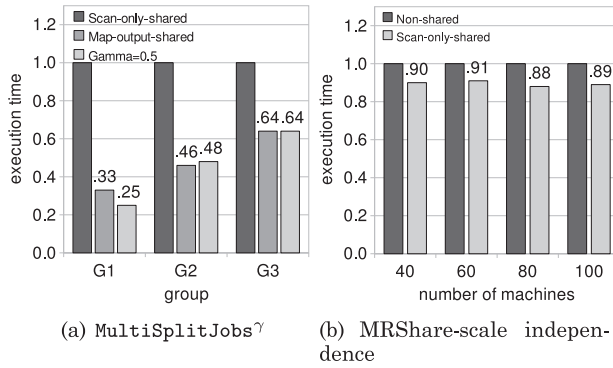 1.2
1.0
0.8
0.6
0.4
0.2
0.0
execution time
Scan-only-shared
Map-output-shared
Gamma=0.5
.33
.25
.46 .48
.64 .64
G1 G2 G3
group
(a) MultiSplitJobs^γ
1.2
1.0
0.8
0.6
0.4
0.2
0.0
execution time
Non-shared
Scan-only-shared
.90 .91 .88 .89
40 60 80 100
number of machines
(b) MRShare-scale indepen-
dence